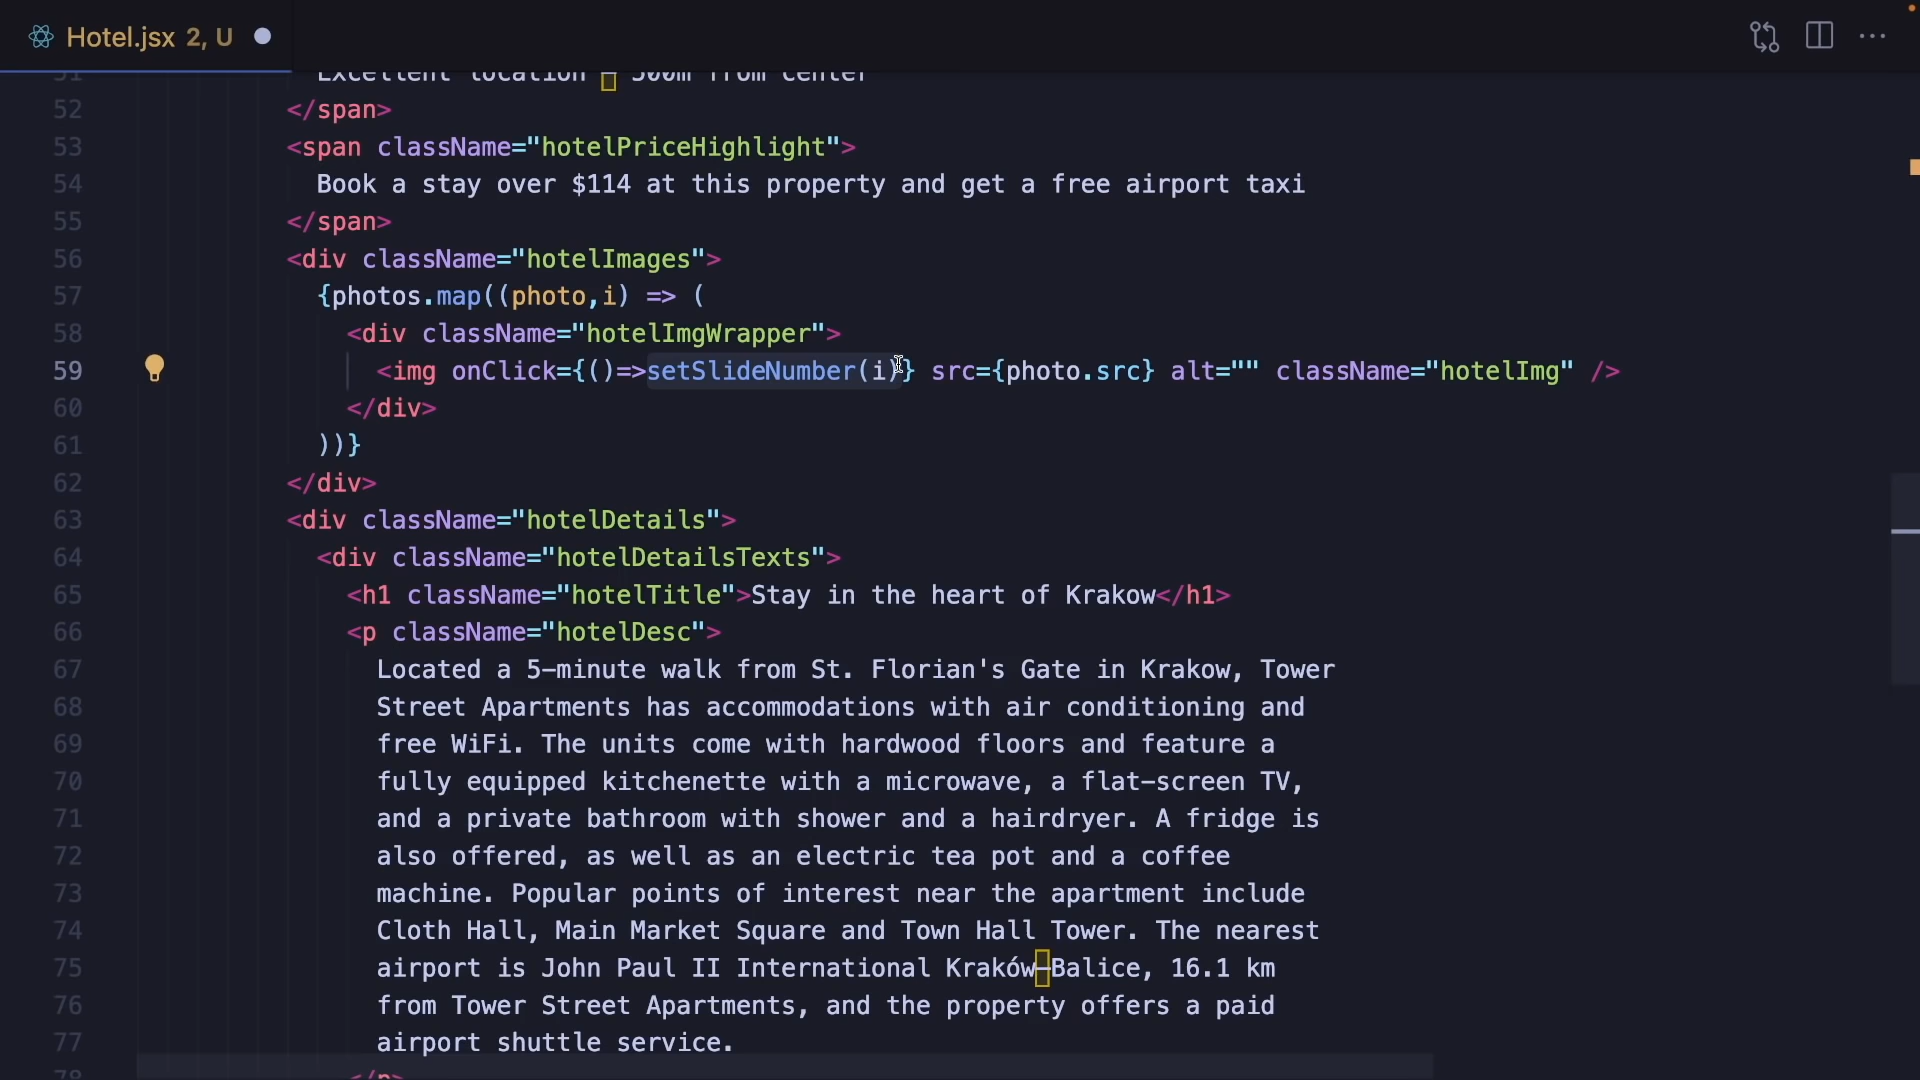 Hotel.jsx 2, U
51 Excellent location – 500m from center
52 </span>
53 <span className="hotelPriceHighlight">
54 Book a stay over $114 at this property and get a free airport taxi
55 </span>
56 <div className="hotelImages">
57 {photos.map((photo,i) => (
58 <div className="hotelImgWrapper">
59 <img onClick={()=>setSlideNumber(i)} src={photo.src} alt="" className="hotelImg" />
60 </div>
61 ))}
62 </div>
63 <div className="hotelDetails">
64 <div className="hotelDetailsTexts">
65 <h1 className="hotelTitle">Stay in the heart of Krakow</h1>
66 <p className="hotelDesc">
67 Located a 5-minute walk from St. Florian's Gate in Krakow, Tower
68 Street Apartments has accommodations with air conditioning and
69 free WiFi. The units come with hardwood floors and feature a
70 fully equipped kitchenette with a microwave, a flat-screen TV,
71 and a private bathroom with shower and a hairdryer. A fridge is
72 also offered, as well as an electric tea pot and a coffee
73 machine. Popular points of interest near the apartment include
74 Cloth Hall, Main Market Square and Town Hall Tower. The nearest
75 airport is John Paul II International Kraków–Balice, 16.1 km
76 from Tower Street Apartments, and the property offers a paid
77 airport shuttle service.
78 </p>